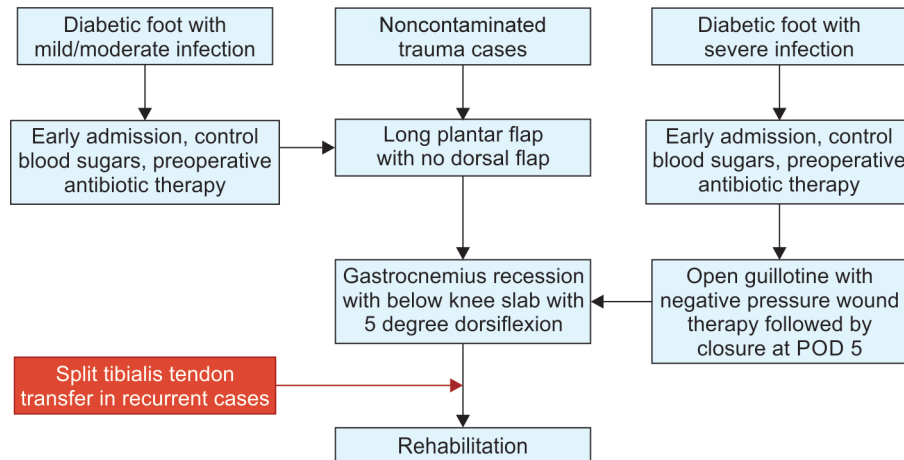 Diabetic foot with
mild/moderate infection
Noncontaminated
trauma cases
Diabetic foot with
severe infection
Early admission, control
blood sugars, preoperative
antibiotic therapy
Long plantar flap
with no dorsal flap
Early admission, control
blood sugars, preoperative
antibiotic therapy
Gastrocnemius recession
with below knee slab with
5 degree dorsiflexion
Open guillotine with
negative pressure wound
therapy followed by
closure at POD 5
Split tibialis tendon
transfer in recurrent cases
Rehabilitation